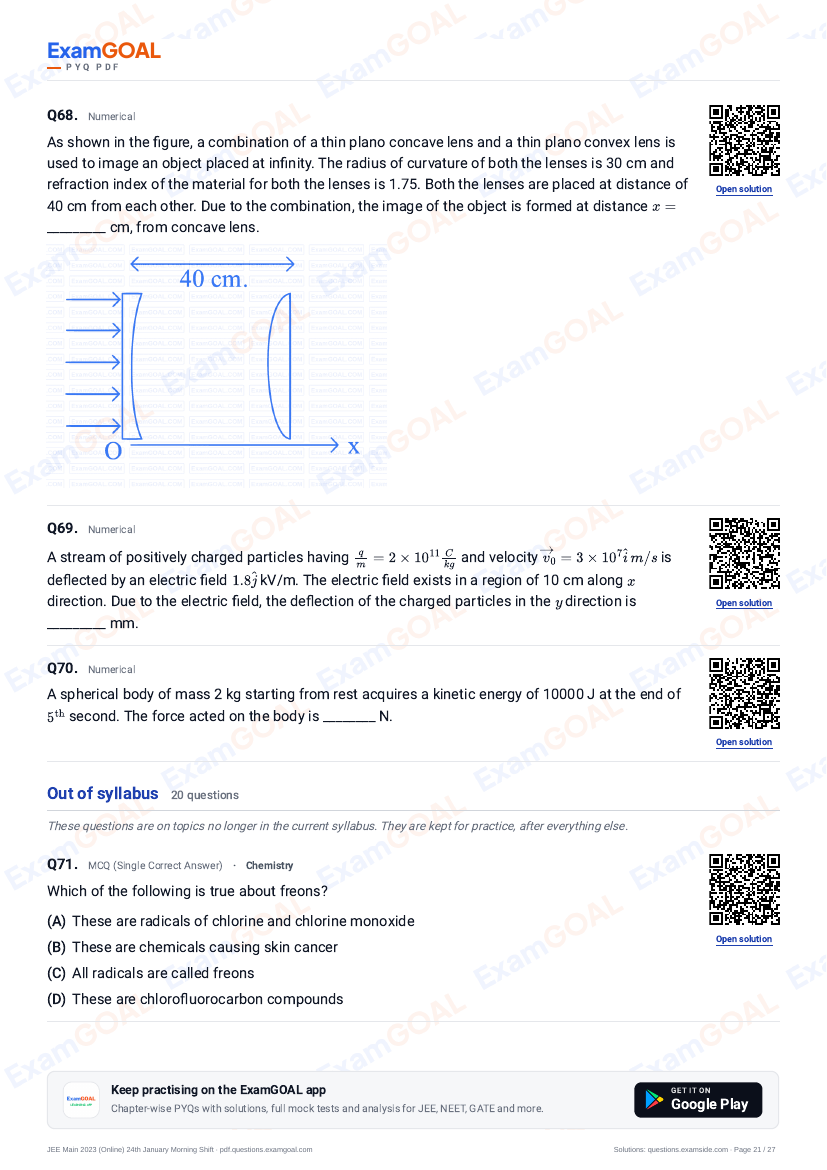 ExamGOAL
PYQ PDF
Q68. Numerical
As shown in the figure, a combination of a thin plano concave lens and a thin plano convex lens is
used to image an object placed at infinity. The radius of curvature of both the lenses is 30 cm and
refraction index of the material for both the lenses is 1.75. Both the lenses are placed at distance of
40 cm from each other. Due to the combination, the image of the object is formed at distance x =
_________ cm, from concave lens.
Open solution
40 cm.
O
x
Q69. Numerical
A stream of positively charged particles having q/m = 2 × 10^11 C/kg and velocity v⃗_0 = 3 × 10^7 î m/s is
deflected by an electric field 1.8ĵ kV/m. The electric field exists in a region of 10 cm along x
direction. Due to the electric field, the deflection of the charged particles in the y direction is
_________ mm.
Open solution
Q70. Numerical
A spherical body of mass 2 kg starting from rest acquires a kinetic energy of 10000 J at the end of
5^th second. The force acted on the body is ________ N.
Open solution
Out of syllabus 20 questions
These questions are on topics no longer in the current syllabus. They are kept for practice, after everything else.
Q71. MCQ (Single Correct Answer) · Chemistry
Which of the following is true about freons?
(A) These are radicals of chlorine and chlorine monoxide
(B) These are chemicals causing skin cancer
(C) All radicals are called freons
(D) These are chlorofluorocarbon compounds
Open solution
ExamGOAL
Keep practising on the ExamGOAL app
Chapter-wise PYQs with solutions, full mock tests and analysis for JEE, NEET, GATE and more.
GET IT ON
Google Play
JEE Main 2023 (Online) 24th January Morning Shift · pdf.questions.examgoal.com
Solutions: questions.examside.com · Page 21 / 27